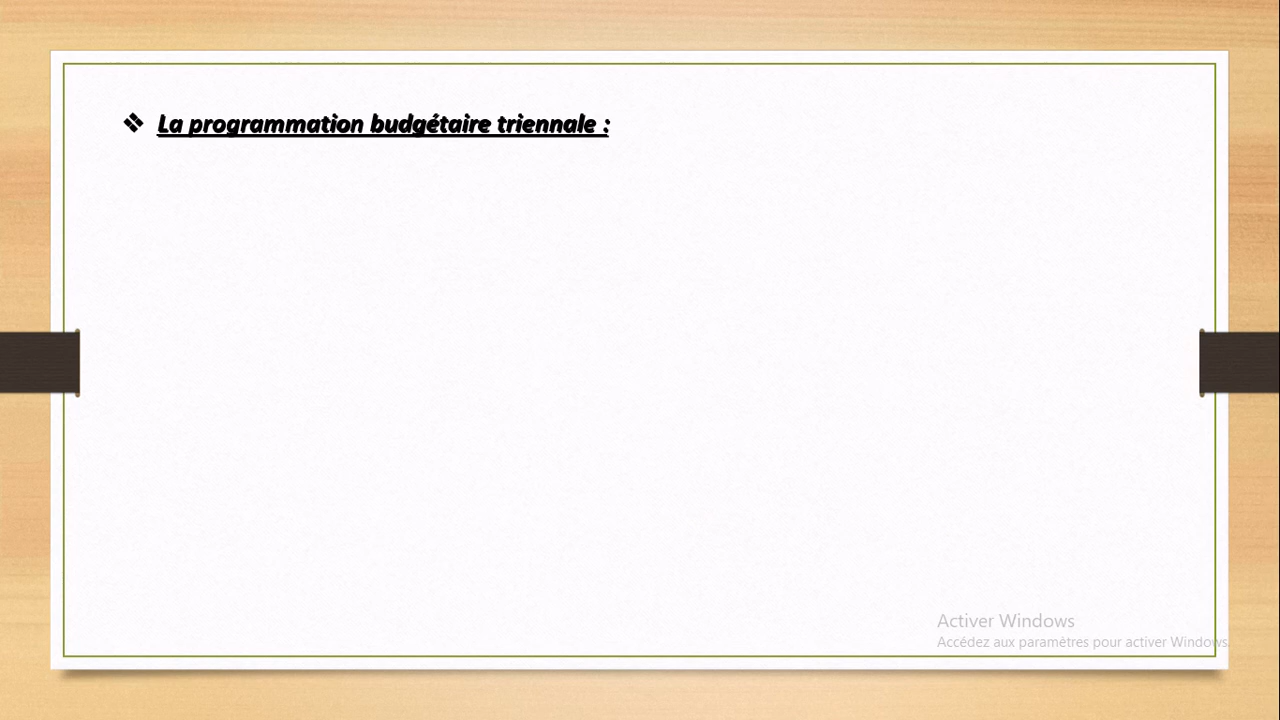 ❖ La programmation budgétaire triennale :
Activer Windows
Accédez aux paramètres pour activer Windows.